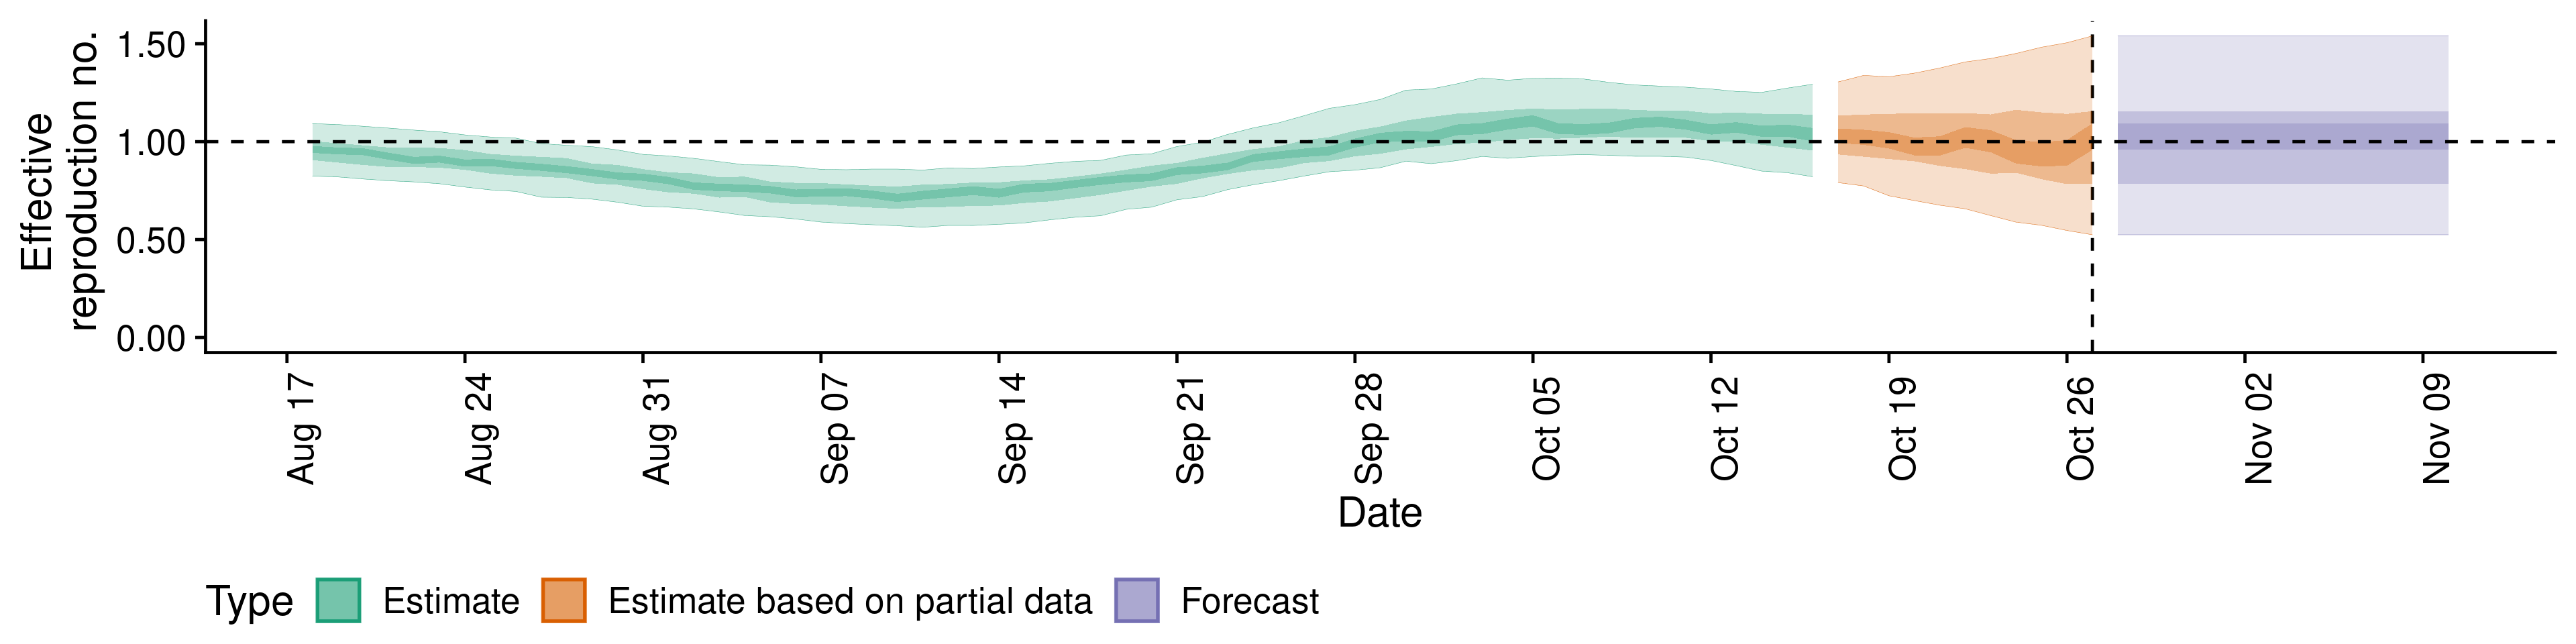 Effective
reproduction no.
1.50
1.00
0.50
0.00
Aug 17
Aug 24
Aug 31
Sep 07
Sep 14
Sep 21
Sep 28
Oct 05
Oct 12
Oct 19
Oct 26
Nov 02
Nov 09
Date
Type Estimate Estimate based on partial data Forecast